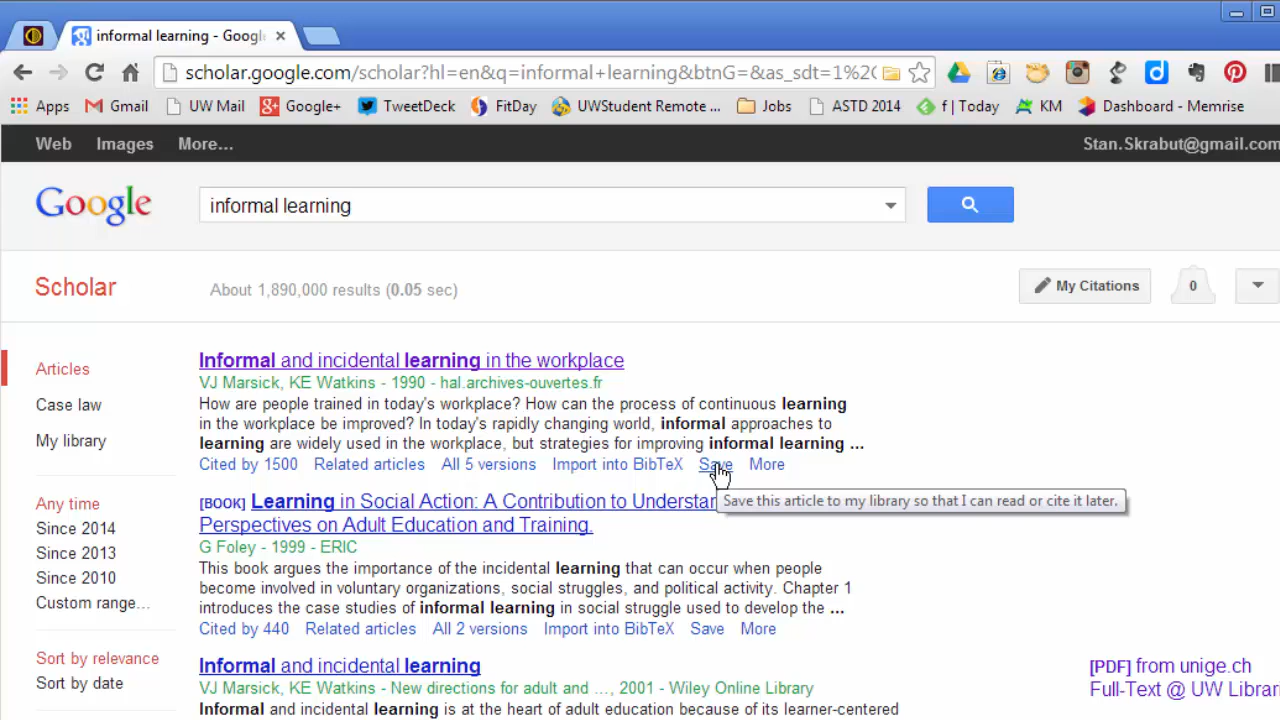 informal learning - Googl
scholar.google.com/scholar?hl=en&q=informal+learning&btnG=&as_sdt=1%2C
Apps Gmail UW Mail Google+ TweetDeck FitDay UWStudent Remote ... Jobs ASTD 2014 f | Today KM Dashboard - Memrise
Web Images More... Stan.Skrabut@gmail.com
Google informal learning
Scholar About 1,890,000 results (0.05 sec) My Citations 0
Articles
Case law
My library
Any time
Since 2014
Since 2013
Since 2010
Custom range...
Sort by relevance
Sort by date
Informal and incidental learning in the workplace
VJ Marsick, KE Watkins - 1990 - hal.archives-ouvertes.fr
How are people trained in today's workplace? How can the process of continuous learning
in the workplace be improved? In today's rapidly changing world, informal approaches to
learning are widely used in the workplace, but strategies for improving informal learning ...
Cited by 1500 Related articles All 5 versions Import into BibTeX Save More
Save this article to my library so that I can read or cite it later.
[BOOK] Learning in Social Action: A Contribution to Understan
Perspectives on Adult Education and Training.
G Foley - 1999 - ERIC
This book argues the importance of the incidental learning that can occur when people
become involved in voluntary organizations, social struggles, and political activity. Chapter 1
introduces the case studies of informal learning in social struggle used to develop the ...
Cited by 440 Related articles All 2 versions Import into BibTeX Save More
Informal and incidental learning
VJ Marsick, KE Watkins - New directions for adult and ..., 2001 - Wiley Online Library
Informal and incidental learning is at the heart of adult education because of its learner-centered
[PDF] from unige.ch
Full-Text @ UW Librar